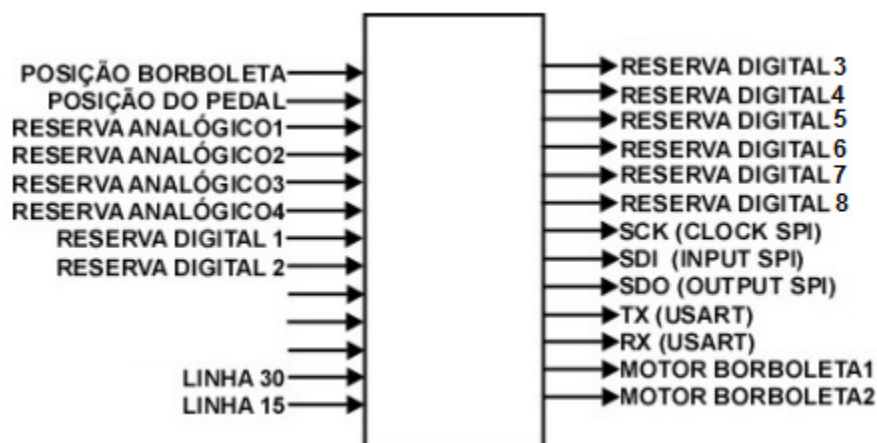 POSIÇÃO BORBOLETA
POSIÇÃO DO PEDAL
RESERVA ANALÓGICO1
RESERVA ANALÓGICO2
RESERVA ANALÓGICO3
RESERVA ANALÓGICO4
RESERVA DIGITAL 1
RESERVA DIGITAL 2
LINHA 30
LINHA 15
RESERVA DIGITAL 3
RESERVA DIGITAL 4
RESERVA DIGITAL 5
RESERVA DIGITAL 6
RESERVA DIGITAL 7
RESERVA DIGITAL 8
SCK (CLOCK SPI)
SDI (INPUT SPI)
SDO (OUTPUT SPI)
TX (USART)
RX (USART)
MOTOR BORBOLETA1
MOTOR BORBOLETA2